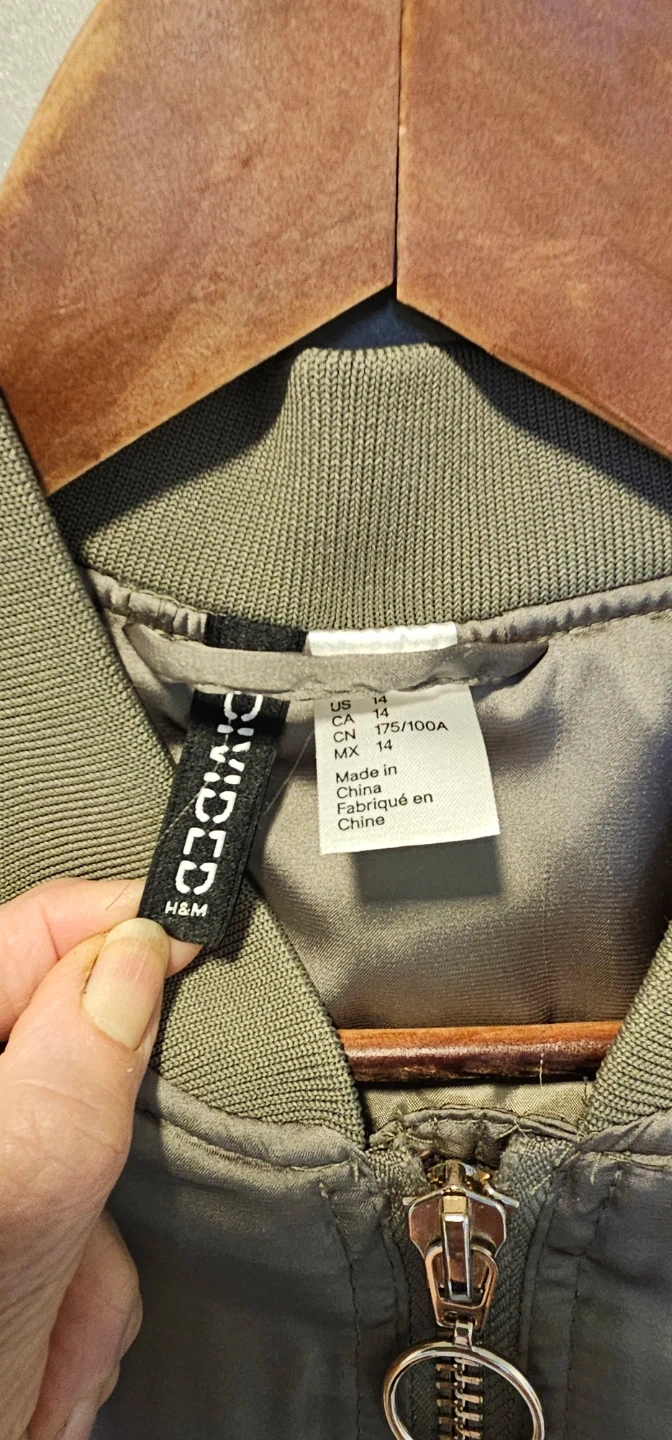 DIVIDED
H&M
US 14
CA 14
CN 175/100A
MX 14
Made in
China
Fabriqué en
Chine